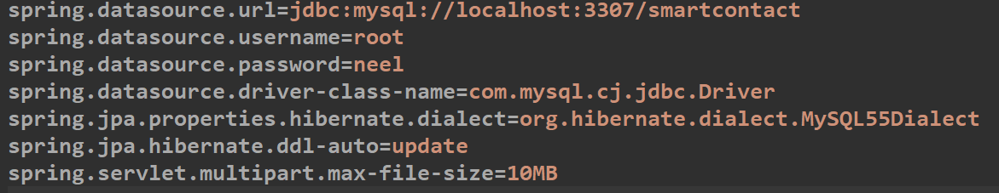 spring.datasource.url=jdbc:mysql://localhost:3307/smartcontact
spring.datasource.username=root
spring.datasource.password=neel
spring.datasource.driver-class-name=com.mysql.cj.jdbc.Driver
spring.jpa.properties.hibernate.dialect=org.hibernate.dialect.MySQL55Dialect
spring.jpa.hibernate.ddl-auto=update
spring.servlet.multipart.max-file-size=10MB